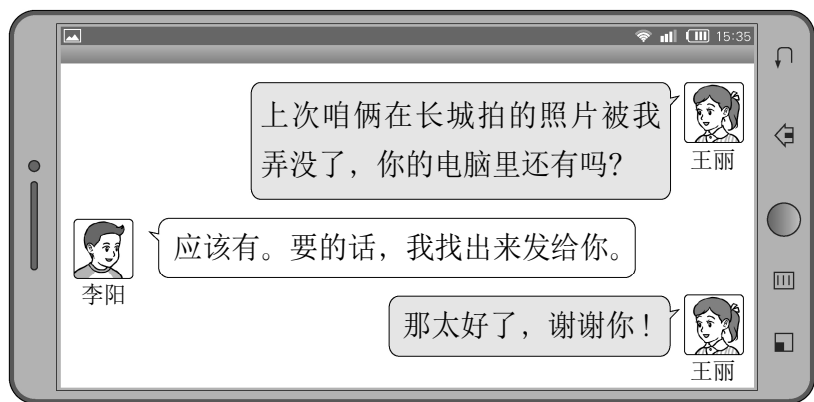 15:35
上次咱俩在长城拍的照片被我
弄没了，你的电脑里还有吗？
王丽
应该有。要的话，我找出来发给你。
李阳
那太好了，谢谢你！
王丽